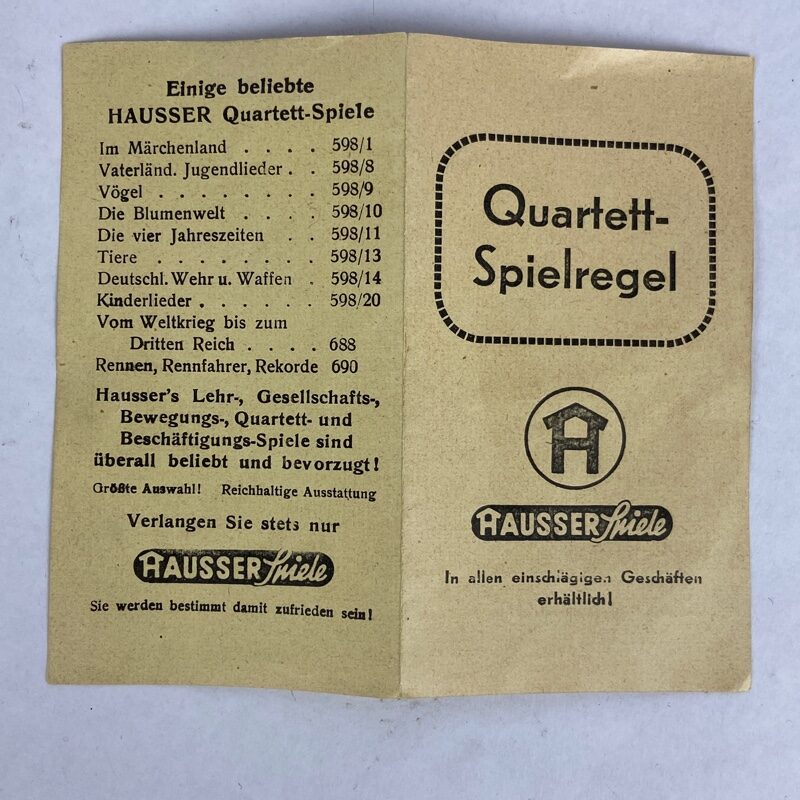 Einige beliebte
HAUSSER Quartett-Spiele
Im Märchenland . . . . 598/1
Vaterländ. Jugendlieder . . 598/8
Vögel . . . . . . . . 598/9
Die Blumenwelt . . . . 598/10
Die vier Jahreszeiten . . 598/11
Tiere . . . . . . . . 598/13
Deutschl. Wehr u. Waffen . 598/14
Kinderlieder . . . . . . 598/20
Vom Weltkrieg bis zum
Dritten Reich . . . . 688
Rennen, Rennfahrer, Rekorde 690
Hausser's Lehr-, Gesellschafts-,
Bewegungs-, Quartett- und
Beschäftigungs-Spiele sind
überall beliebt und bevorzugt!
Größte Auswahl! Reichhaltige Ausstattung
Verlangen Sie stets nur
HAUSSER Spiele
Sie werden bestimmt damit zufrieden sein!
Quartett-
Spielregel
H
HAUSSER Spiele
In allen einschlägigen Geschäften
erhältlich!